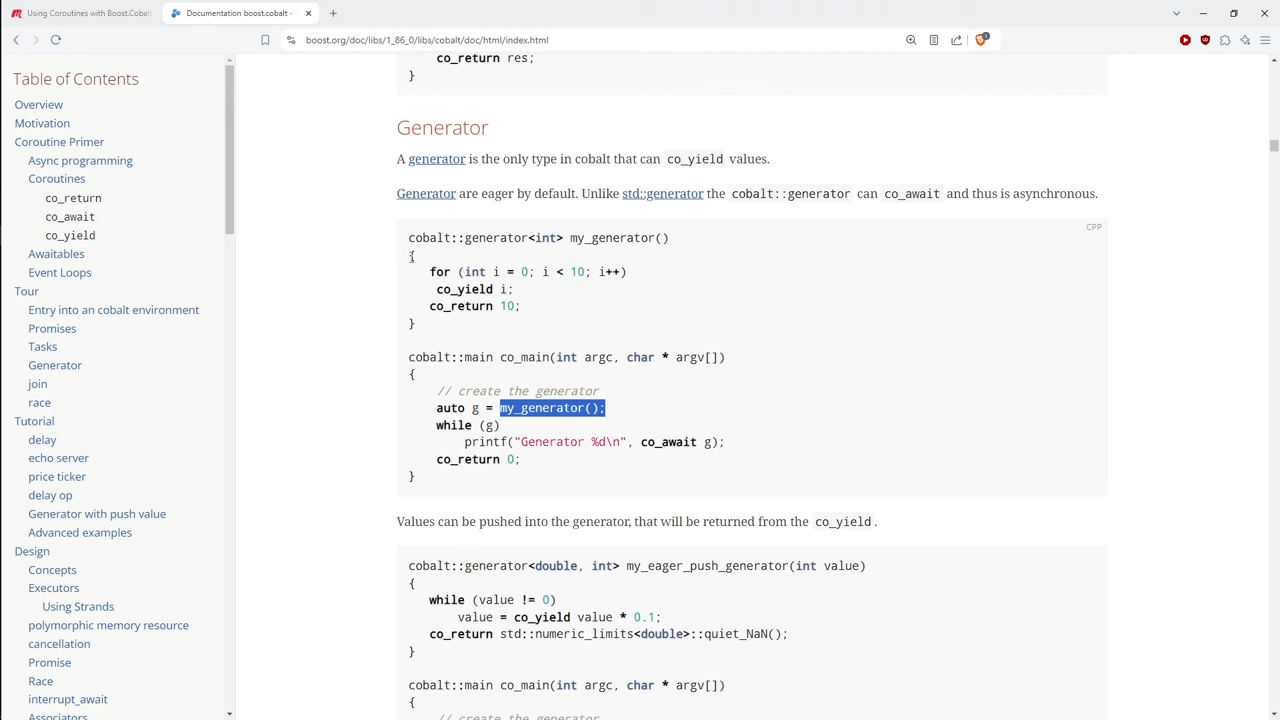 Using Coroutines with Boost.Cobalt
Documentation boost.cobalt -
boost.org/doc/libs/1_86_0/libs/cobalt/doc/html/index.html
Table of Contents
Overview
Motivation
Coroutine Primer
Async programming
Coroutines
co_return
co_await
co_yield
Awaitables
Event Loops
Tour
Entry into an cobalt environment
Promises
Tasks
Generator
join
race
Tutorial
delay
echo server
price ticker
delay op
Generator with push value
Advanced examples
Design
Concepts
Executors
Using Strands
polymorphic memory resource
cancellation
Promise
Race
interrupt_await
Associators
co_return res;
}
Generator
A generator is the only type in cobalt that can co_yield values.
Generator are eager by default. Unlike std::generator the cobalt::generator can co_await and thus is asynchronous.
CPP
cobalt::generator<int> my_generator()
{
for (int i = 0; i < 10; i++)
co_yield i;
co_return 10;
}
cobalt::main co_main(int argc, char * argv[])
{
// create the generator
auto g = my_generator();
while (g)
printf("Generator %d\n", co_await g);
co_return 0;
}
Values can be pushed into the generator, that will be returned from the co_yield.
cobalt::generator<double, int> my_eager_push_generator(int value)
{
while (value != 0)
value = co_yield value * 0.1;
co_return std::numeric_limits<double>::quiet_NaN();
}
cobalt::main co_main(int argc, char * argv[])
{
// create the generator